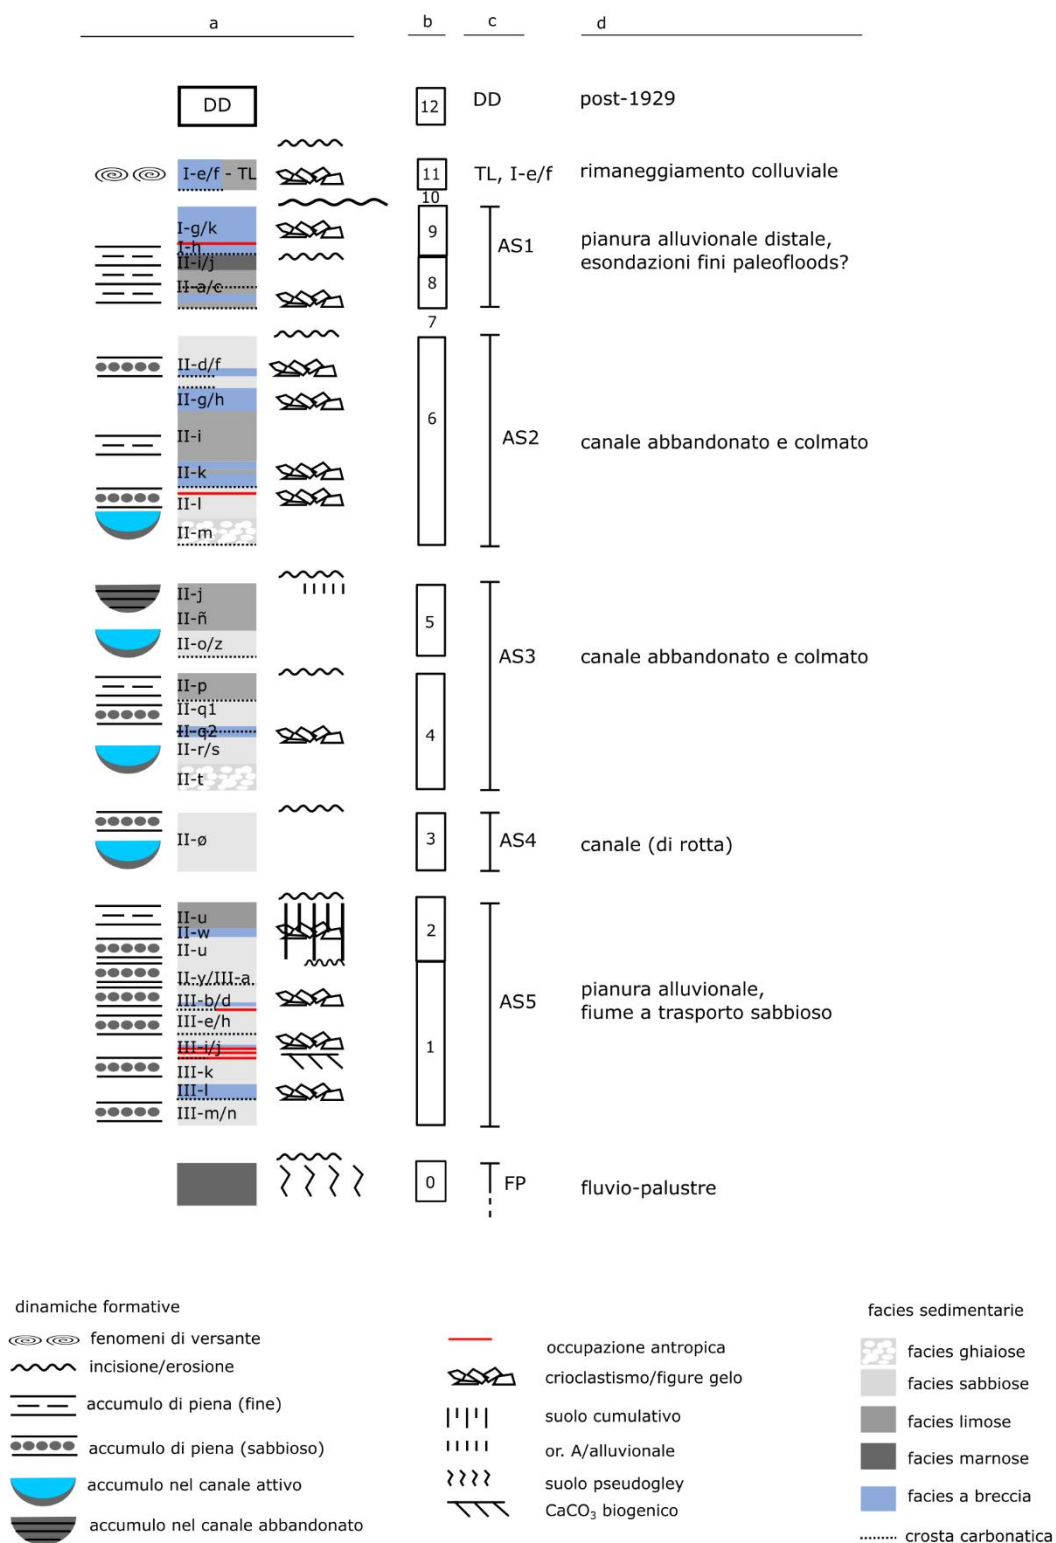 a b c d
DD 12 DD post-1929
I-e/f - TL 11 TL, I-e/f rimaneggiamento colluviale
10
I-g/k 9 AS1 pianura alluvionale distale,
I-h esondazioni fini paleofloods?
II-i/j
II-a/c 8
7
II-d/f
II-g/h 6
II-i AS2 canale abbandonato e colmato
II-k
II-l
II-m
II-j
II-ñ 5
II-o/z AS3 canale abbandonato e colmato
II-p
II-q1
II-q2 4
II-r/s
II-t
II-ø 3 AS4 canale (di rotta)
II-u
II-w 2
II-u
II-y/III-a
III-b/d AS5 pianura alluvionale,
III-e/h fiume a trasporto sabbioso
III-i/j 1
III-k
III-l
III-m/n
0 FP fluvio-palustre
dinamiche formative
fenomeni di versante
incisione/erosione
accumulo di piena (fine)
accumulo di piena (sabbioso)
accumulo nel canale attivo
accumulo nel canale abbandonato
occupazione antropica
crioclastismo/figure gelo
suolo cumulativo
or. A/alluvionale
suolo pseudogley
CaCO₃ biogenico
facies sedimentarie
facies ghiaiose
facies sabbiose
facies limose
facies marnose
facies a breccia
crosta carbonatica